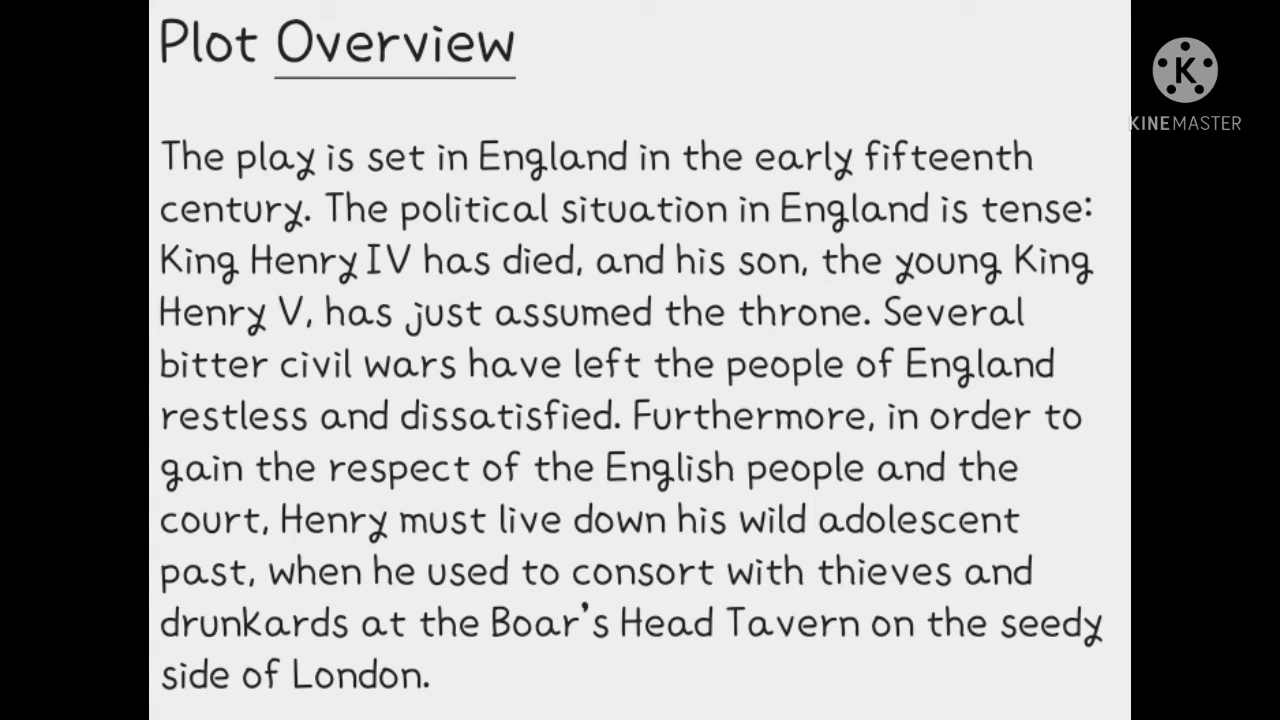 Plot Overview
K
KINEMASTER
The play is set in England in the early fifteenth
century. The political situation in England is tense:
King Henry IV has died, and his son, the young King
Henry V, has just assumed the throne. Several
bitter civil wars have left the people of England
restless and dissatisfied. Furthermore, in order to
gain the respect of the English people and the
court, Henry must live down his wild adolescent
past, when he used to consort with thieves and
drunkards at the Boar's Head Tavern on the seedy
side of London.